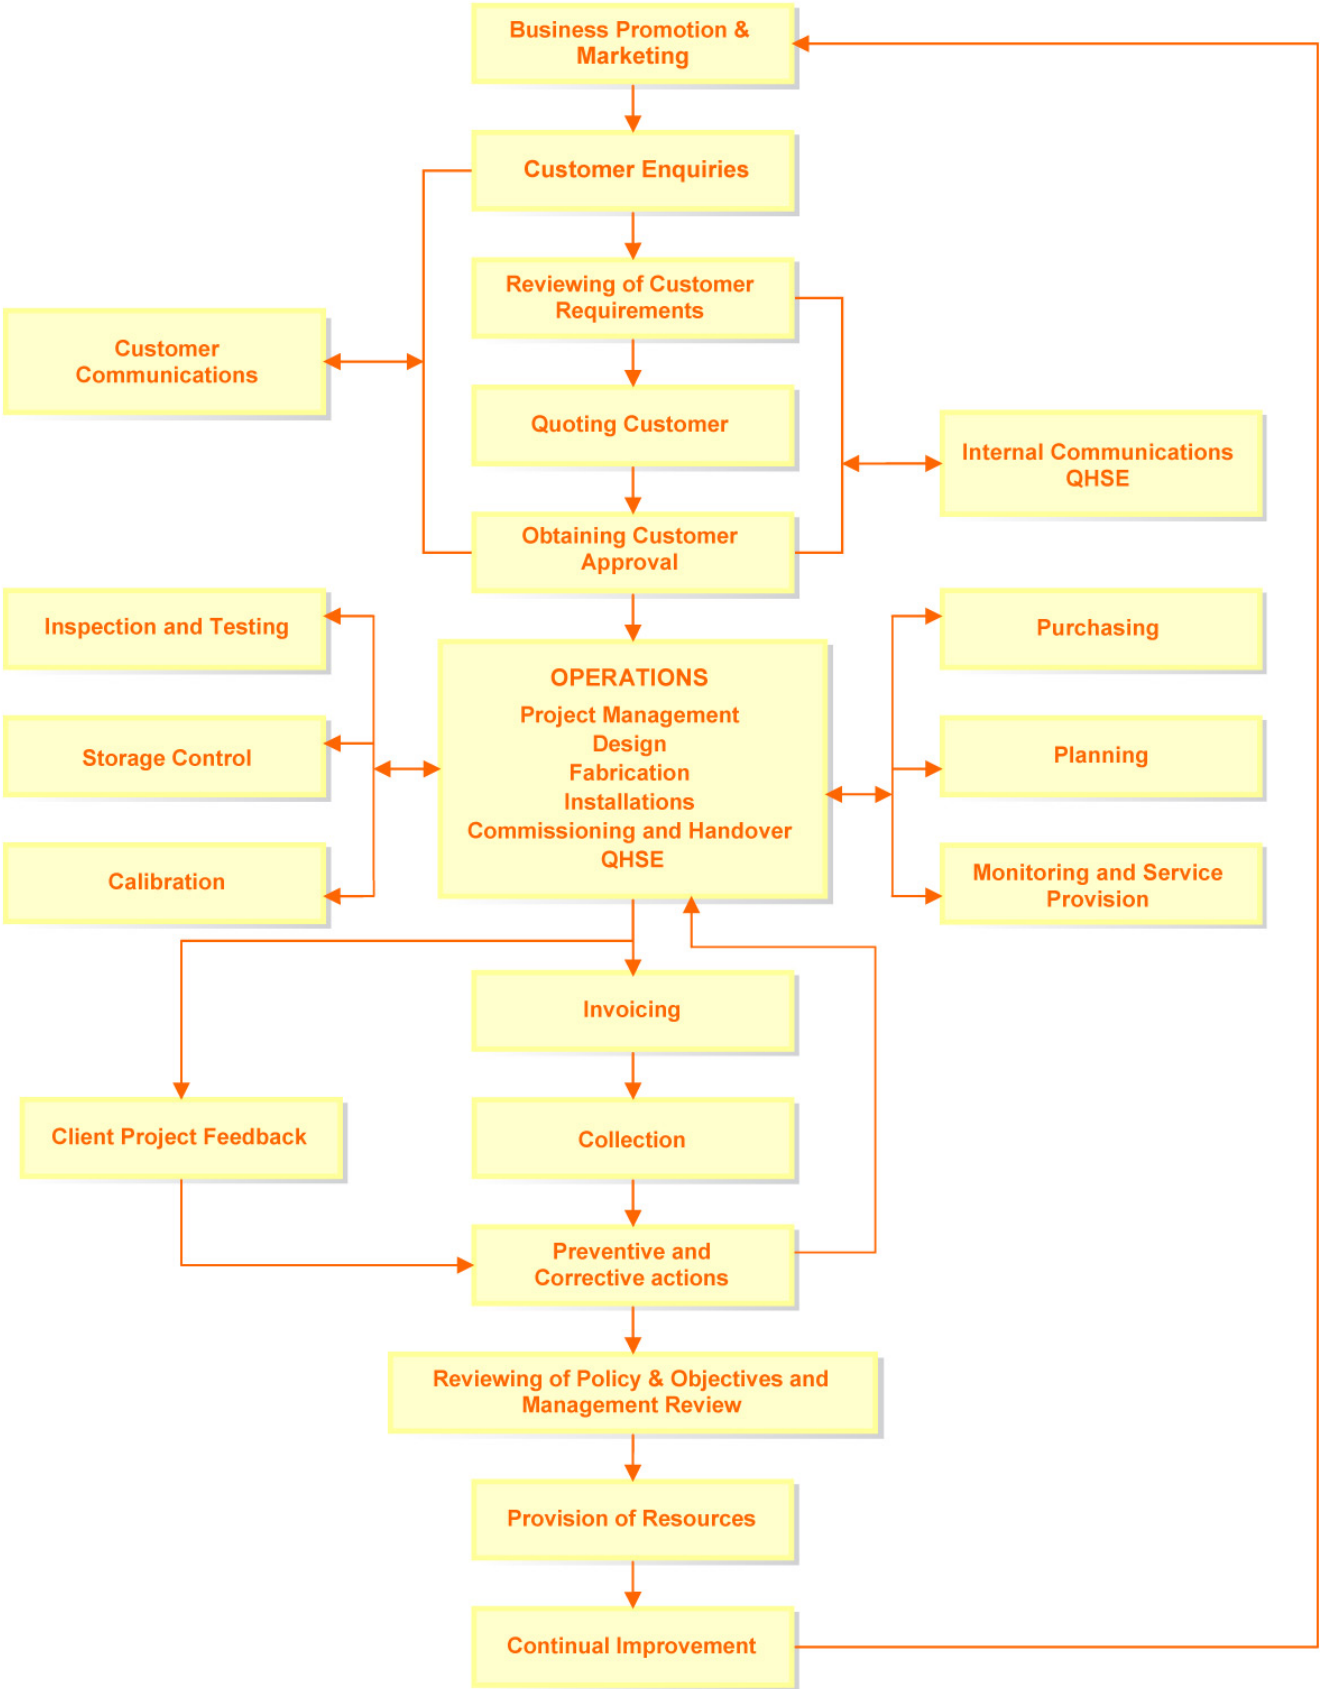 Business Promotion &
Marketing
Customer Enquiries
Reviewing of Customer
Requirements
Customer
Communications
Quoting Customer
Internal Communications
QHSE
Obtaining Customer
Approval
Inspection and Testing
Purchasing
OPERATIONS
Project Management
Design
Fabrication
Installations
Commissioning and Handover
QHSE
Storage Control
Planning
Calibration
Monitoring and Service
Provision
Invoicing
Client Project Feedback
Collection
Preventive and
Corrective actions
Reviewing of Policy & Objectives and
Management Review
Provision of Resources
Continual Improvement